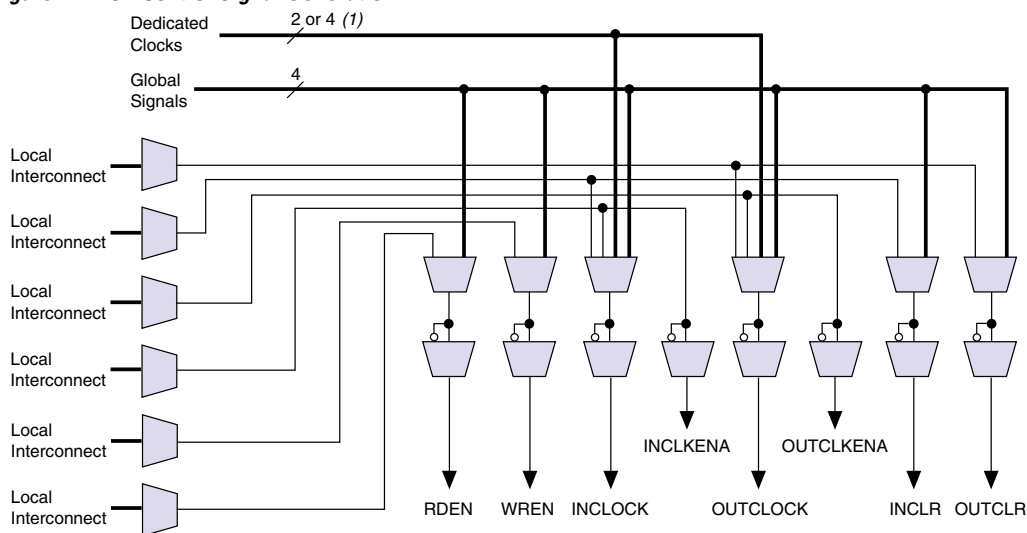 Dedicated
Clocks
2 or 4 (1)
Global
Signals
4
Local
Interconnect
Local
Interconnect
Local
Interconnect
Local
Interconnect
Local
Interconnect
Local
Interconnect
INCLKENA
OUTCLKENA
RDEN
WREN
INCLOCK
OUTCLOCK
INCLR
OUTCLR